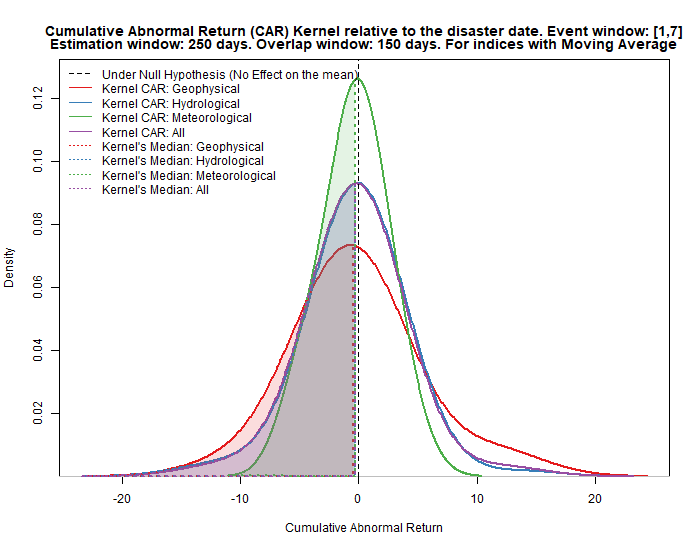 Cumulative Abnormal Return (CAR) Kernel relative to the disaster date. Event window: [1,7]
Estimation window: 250 days. Overlap window: 150 days. For indices with Moving Average
Under Null Hypothesis (No Effect on the mean)
Kernel CAR: Geophysical
Kernel CAR: Hydrological
Kernel CAR: Meteorological
Kernel CAR: All
Kernel's Median: Geophysical
Kernel's Median: Hydrological
Kernel's Median: Meteorological
Kernel's Median: All
Density
0.12
0.10
0.08
0.06
0.04
0.02
-20 -10 0 10 20
Cumulative Abnormal Return